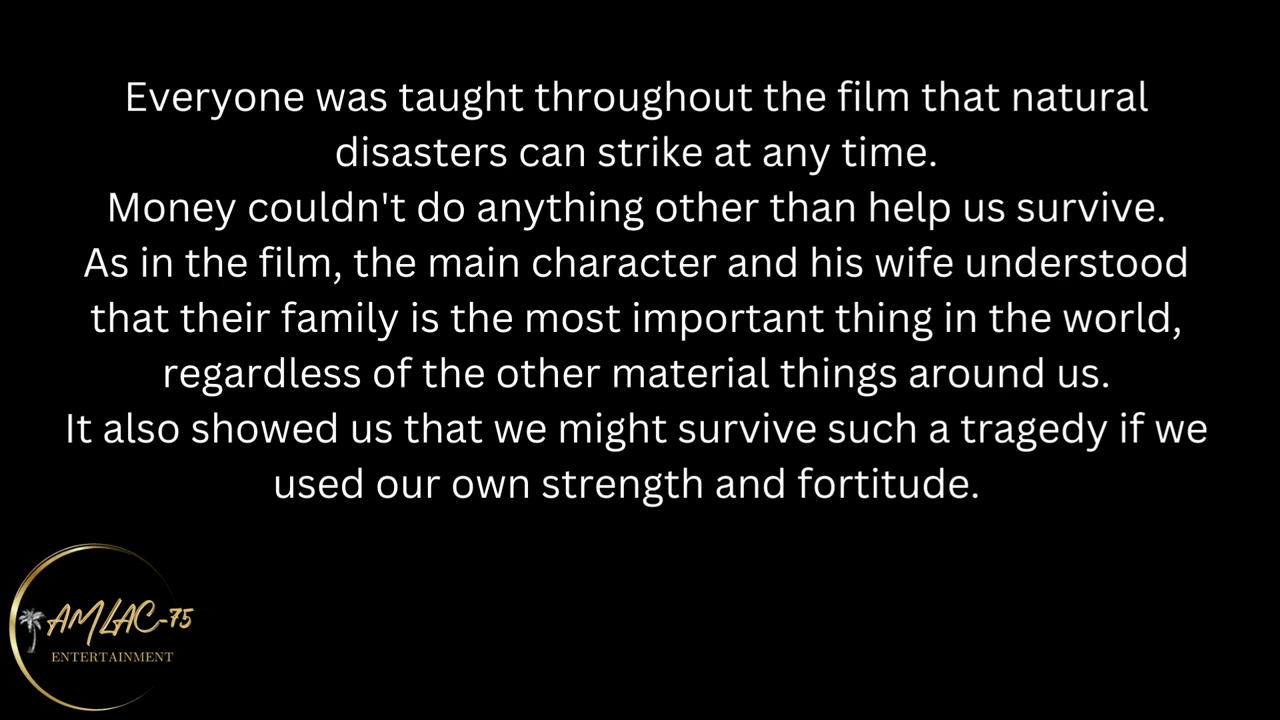 Everyone was taught throughout the film that natural
disasters can strike at any time.
Money couldn't do anything other than help us survive.
As in the film, the main character and his wife understood
that their family is the most important thing in the world,
regardless of the other material things around us.
It also showed us that we might survive such a tragedy if we
used our own strength and fortitude.
AMLAC-75
ENTERTAINMENT